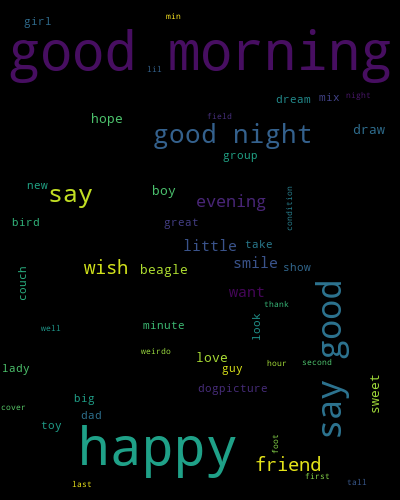 min
girl
good morning
lil
dream mix night
hope
field
good night
draw
group
new
say
boy
evening
condition
bird
great
little take
smile show
wish beagle
couch
want
thank
say good
look
well
minute
weirdo
love
hour second
lady
guy
dogpicture
sweet
big
cover
dad
toy
happy
foot
friend
first
last
tall